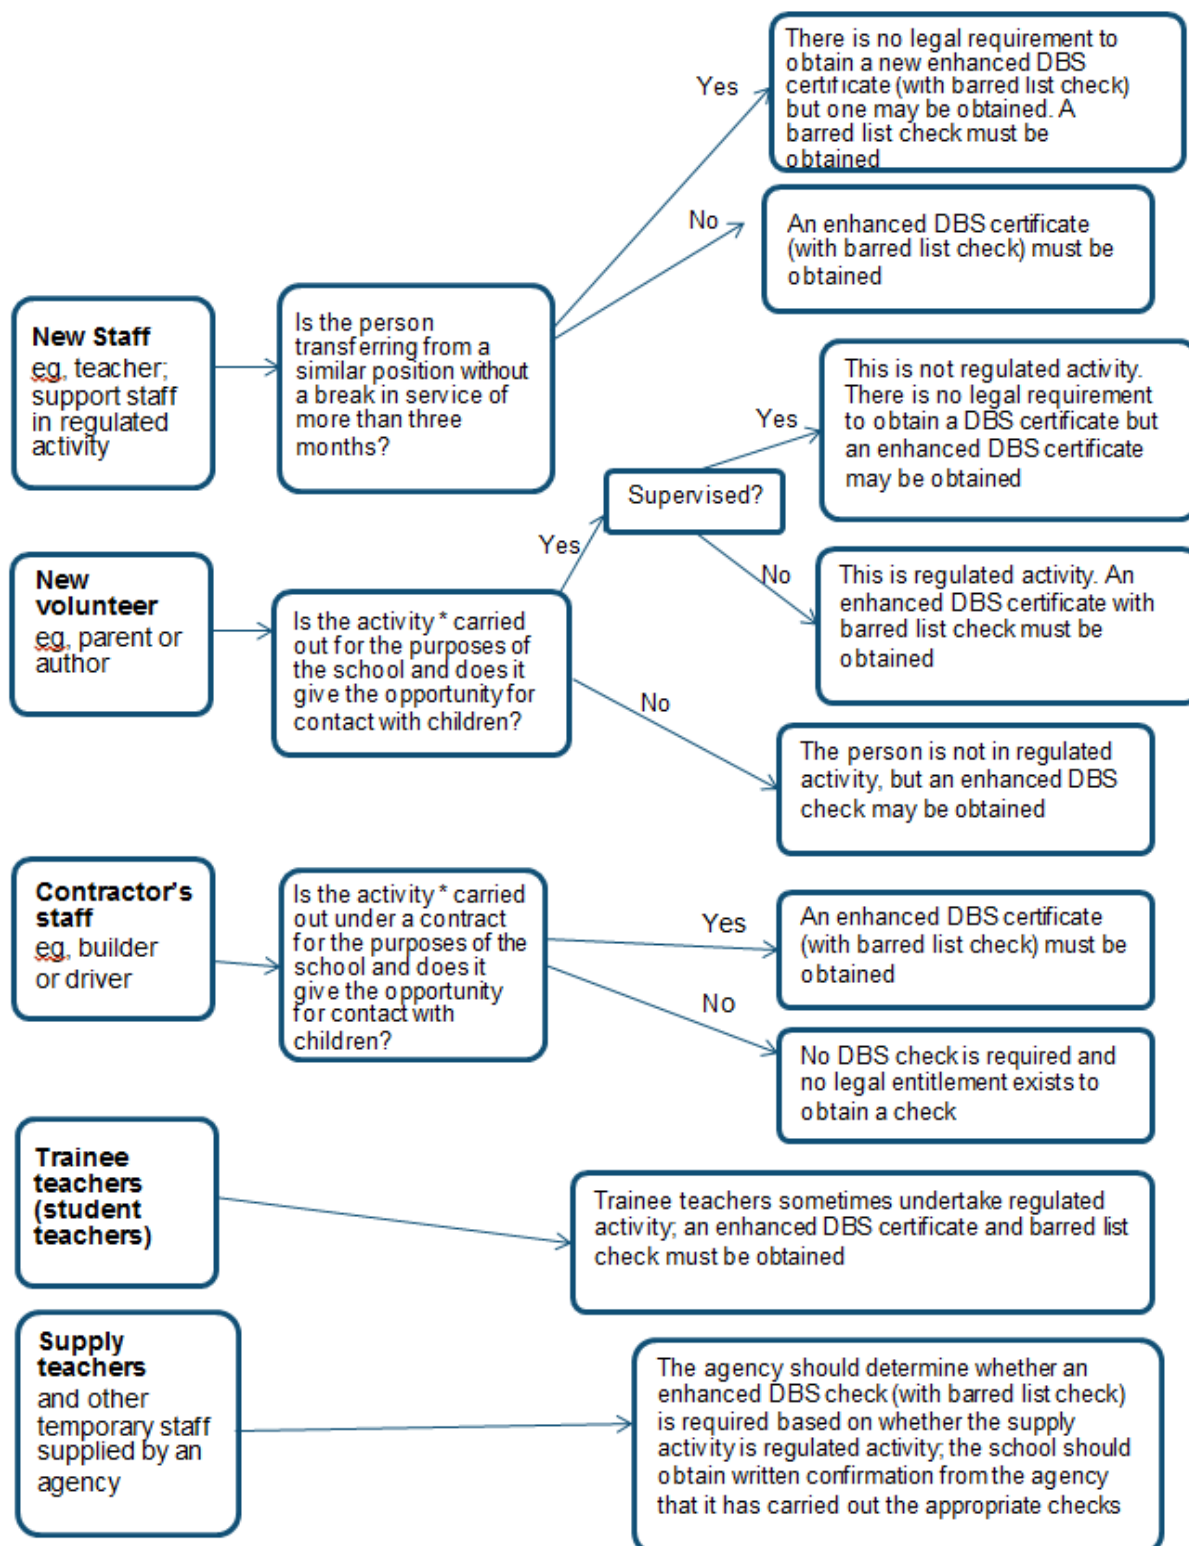 There is no legal requirement to
obtain a new enhanced DBS
certificate (with barred list check)
but one may be obtained. A
barred list check must be
obtained
Yes
No
An enhanced DBS certificate
(with barred list check) must be
obtained
New Staff
eg, teacher;
support staff
in regulated
activity
Is the person
transferring from a
similar position without
a break in service of
more than three
months?
This is not regulated activity.
There is no legal requirement
to obtain a DBS certificate but
an enhanced DBS certificate
may be obtained
Yes
Supervised?
Yes
No
This is regulated activity. An
enhanced DBS certificate with
barred list check must be
obtained
New
volunteer
eg, parent or
author
Is the activity * carried
out for the purposes of
the school and does it
give the opportunity for
contact with children?
No
The person is not in regulated
activity, but an enhanced DBS
check may be obtained
Contractor's
staff
eg, builder
or driver
Is the activity * carried
out under a contract
for the purposes of the
school and does it
give the opportunity
for contact with
children?
Yes
An enhanced DBS certificate
(with barred list check) must be
obtained
No
No DBS check is required and
no legal entitlement exists to
obtain a check
Trainee
teachers
(student
teachers)
Trainee teachers sometimes undertake regulated
activity; an enhanced DBS certificate and barred list
check must be obtained
Supply
teachers
and other
temporary staff
supplied by an
agency
The agency should determine whether an
enhanced DBS check (with barred list check)
is required based on whether the supply
activity is regulated activity; the school should
obtain written confirmation from the agency
that it has carried out the appropriate checks